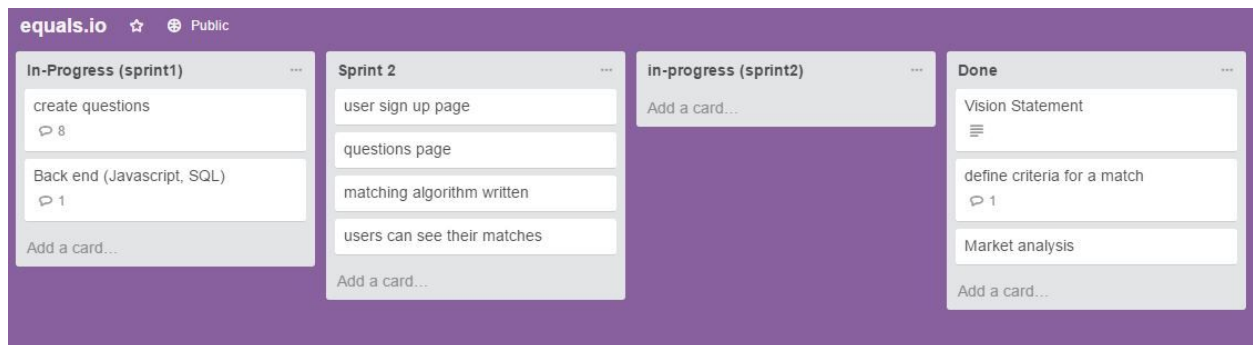 equals.io Public
In-Progress (sprint1)
create questions
8
Back end (Javascript, SQL)
1
Add a card...
Sprint 2
user sign up page
questions page
matching algorithm written
users can see their matches
Add a card...
in-progress (sprint2)
Add a card...
Done
Vision Statement
define criteria for a match
1
Market analysis
Add a card...